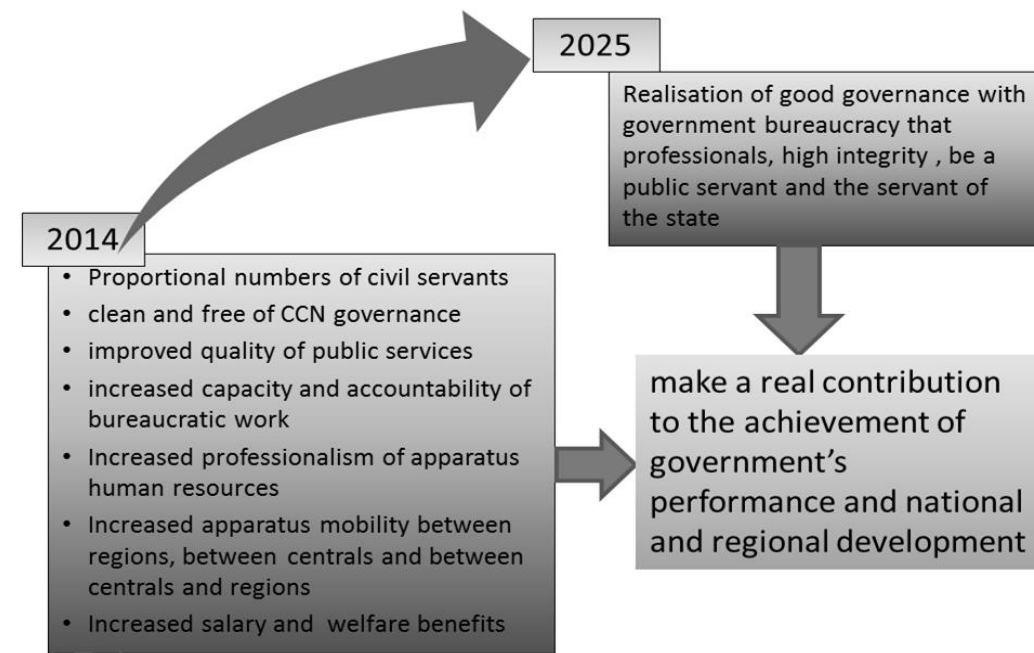 2025
Realisation of good governance with
government bureaucracy that
professionals, high integrity , be a
public servant and the servant of
the state
2014
• Proportional numbers of civil servants
• clean and free of CCN governance
• improved quality of public services
• increased capacity and accountability of
bureaucratic work
• Increased professionalism of apparatus
human resources
• Increased apparatus mobility between
regions, between centrals and between
centrals and regions
• Increased salary and welfare benefits
make a real contribution
to the achievement of
government’s
performance and national
and regional development